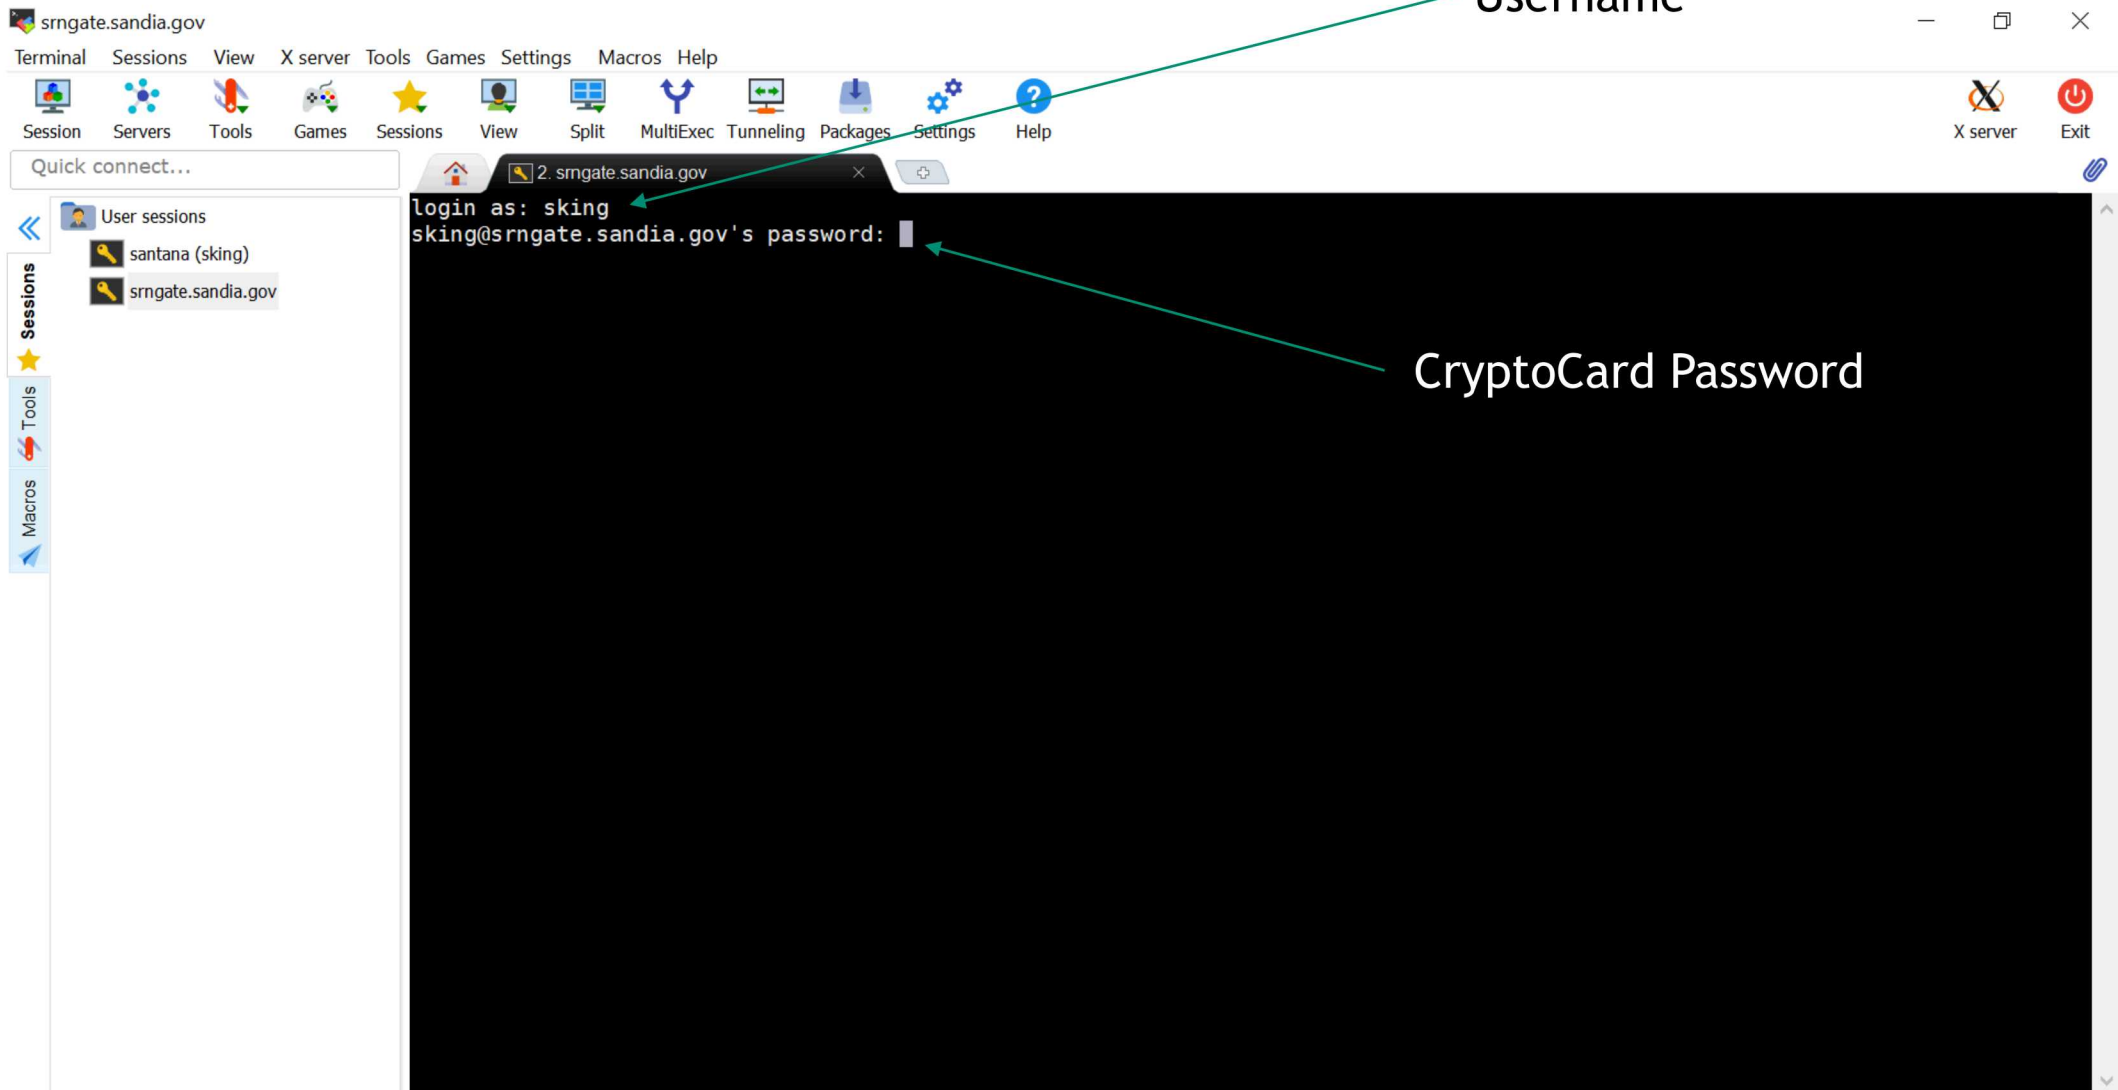 Username
srngate.sandia.gov
Terminal Sessions View X server Tools Games Settings Macros Help
Session Servers Tools Games Sessions View Split MultiExec Tunneling Packages Settings Help X server Exit
Quick connect...
2. srngate.sandia.gov
User sessions
santana (sking)
srngate.sandia.gov
Sessions
Tools
Macros
login as: sking
sking@srngate.sandia.gov's password:
CryptoCard Password